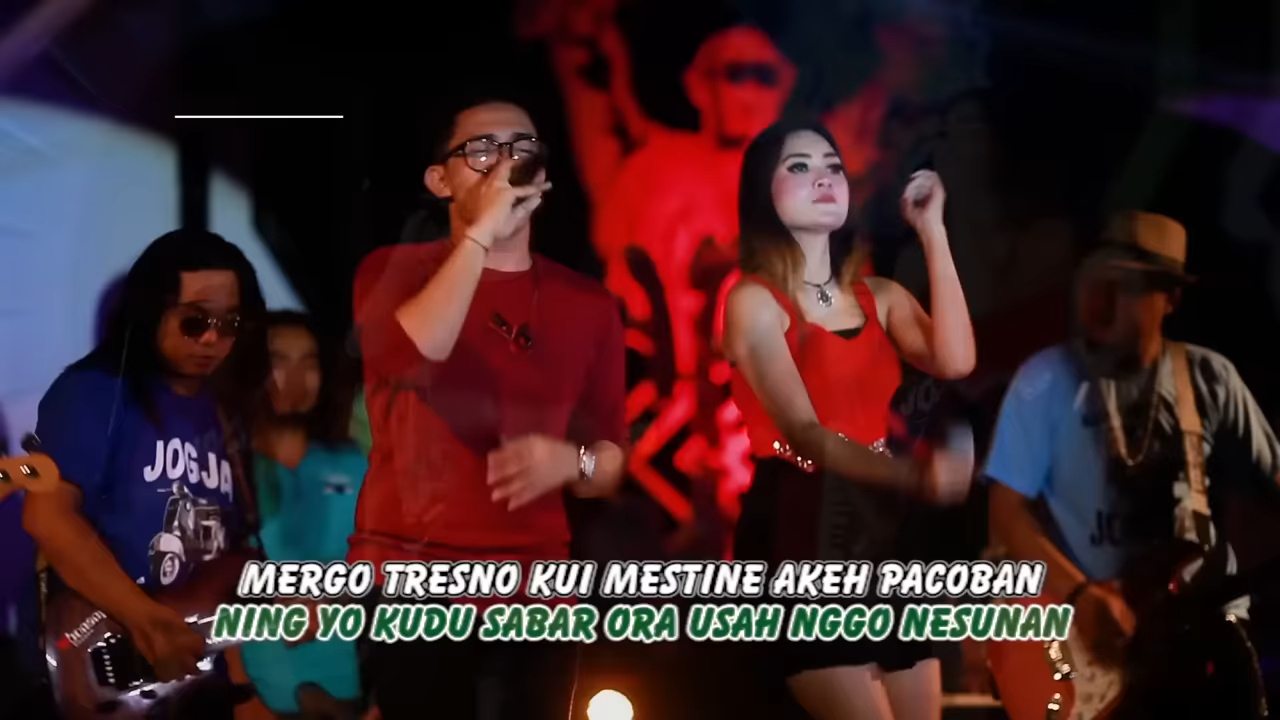 JOGJA
MERGO TRESNO KUI MESTINE AKEH PACOBAN
NING YO KUDU SABAR ORA USAH NGGO NESUNAN